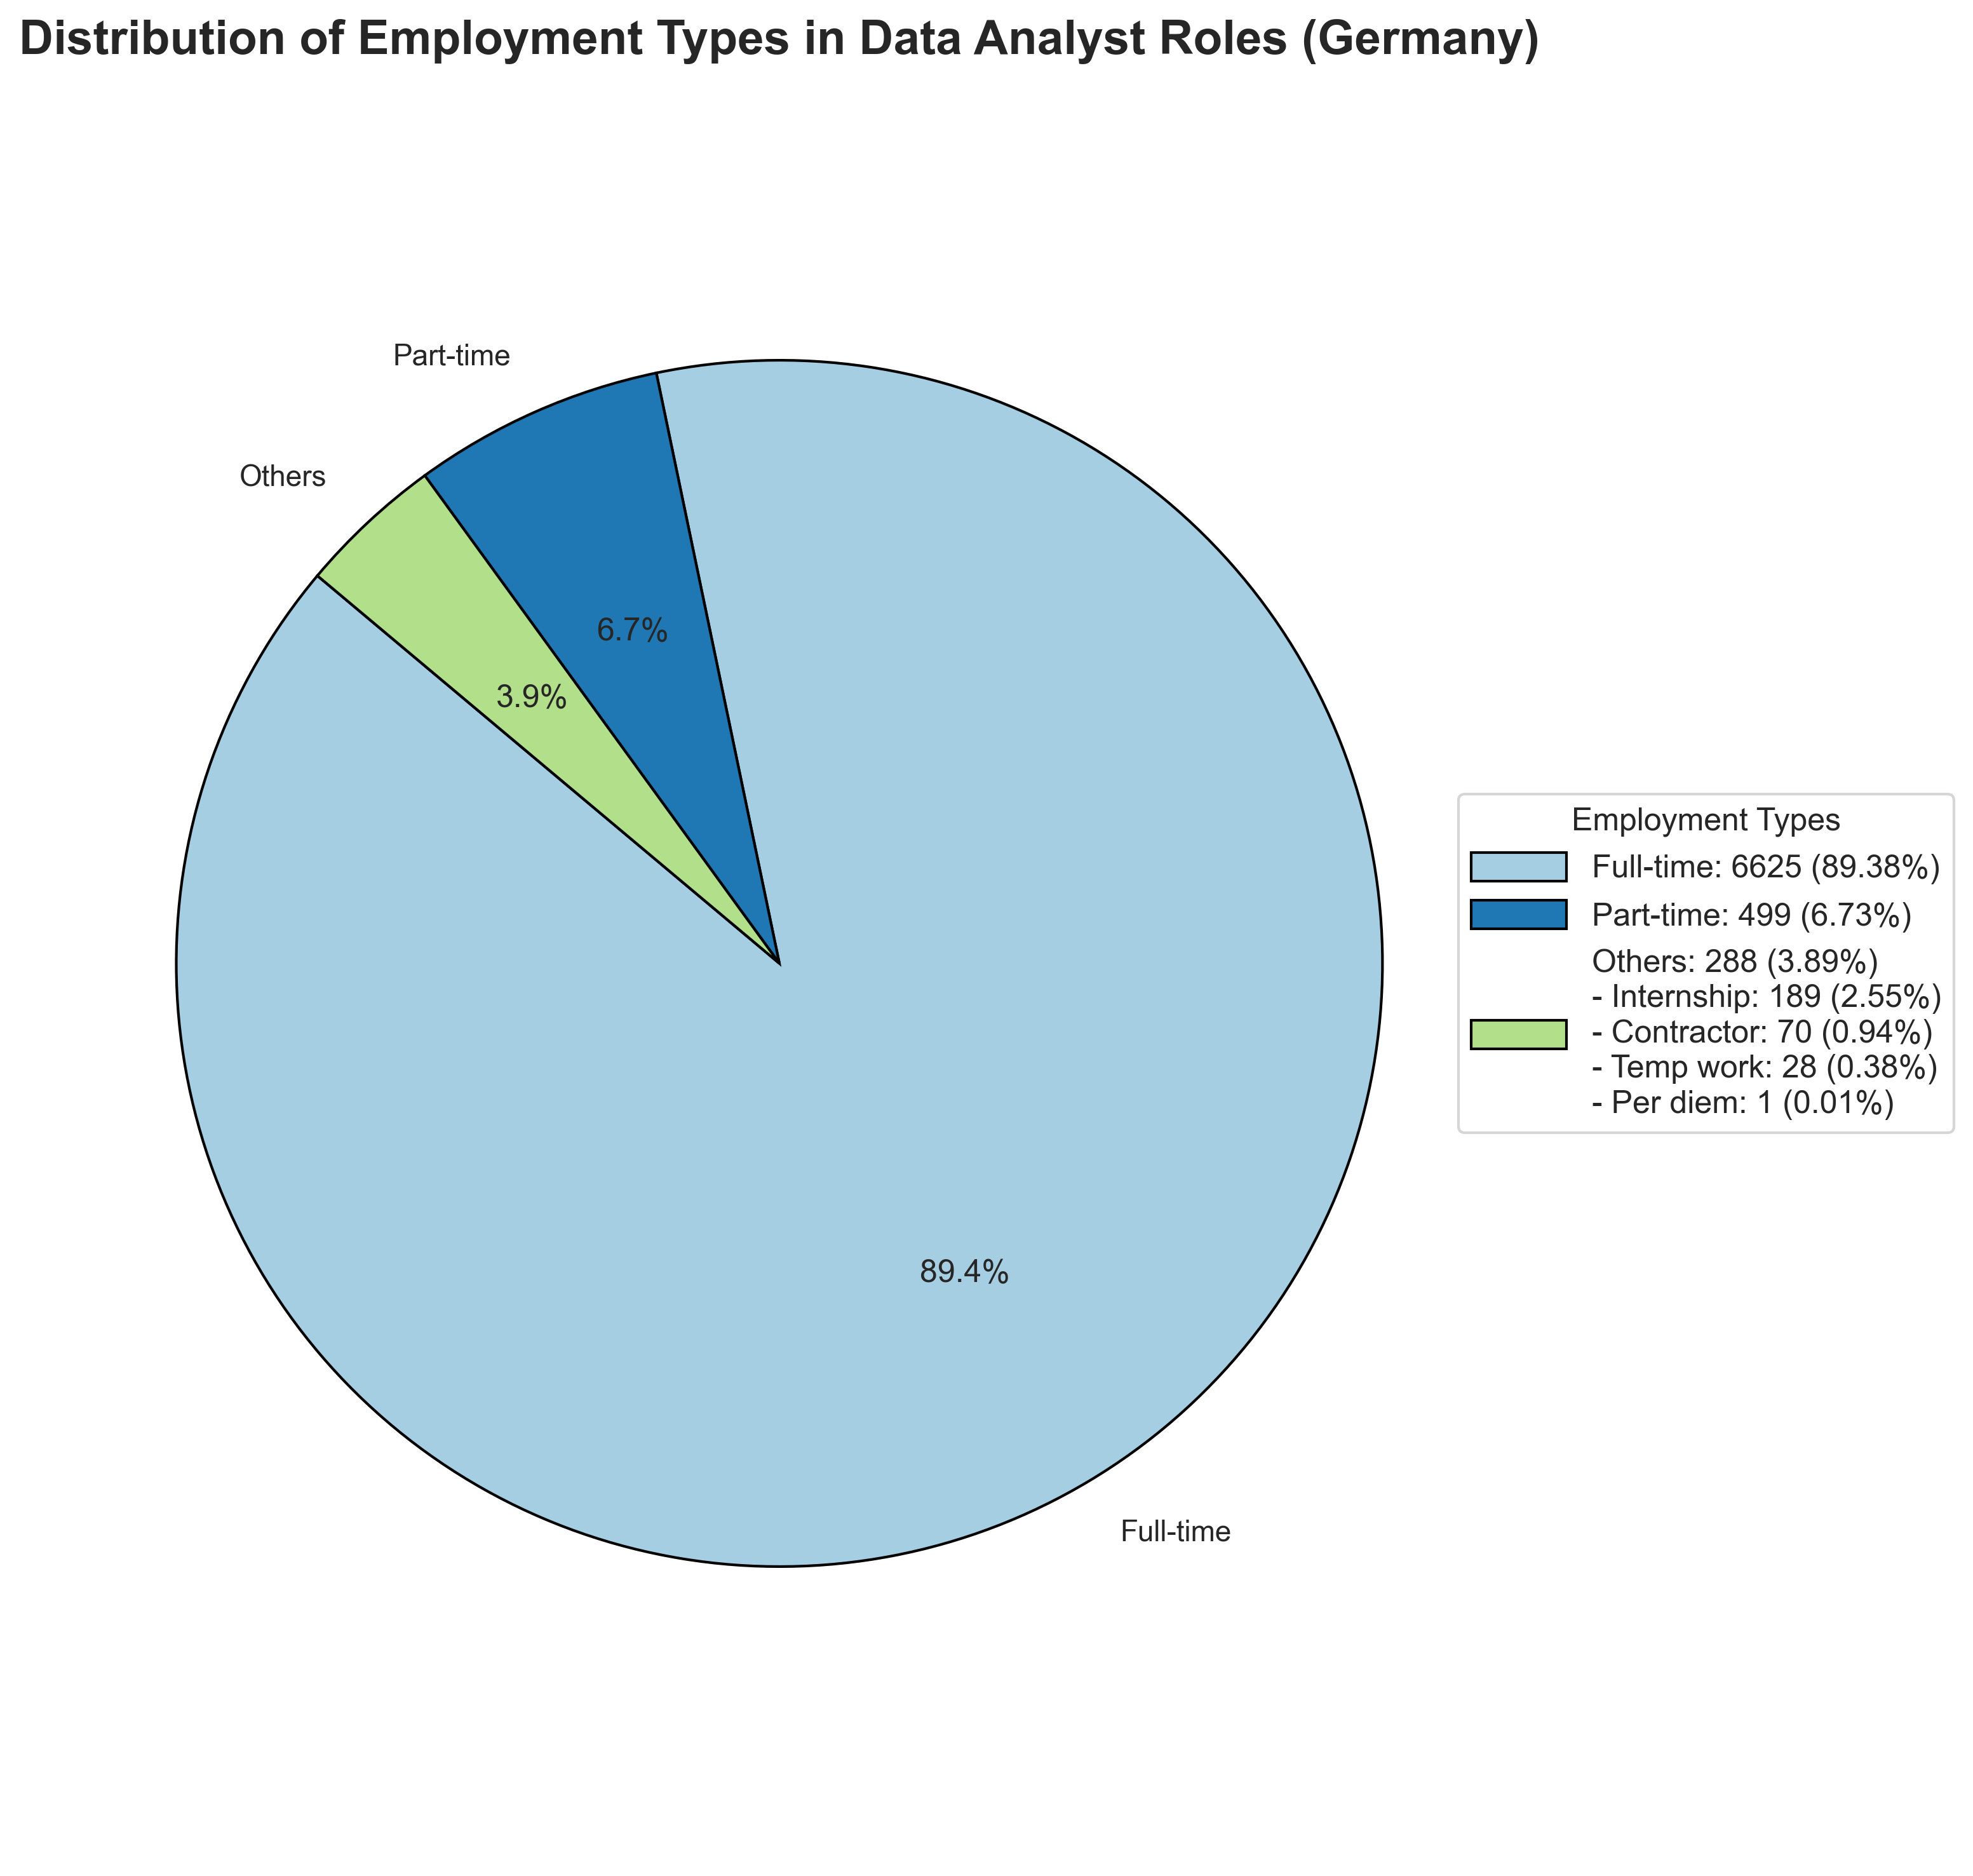 Distribution of Employment Types in Data Analyst Roles (Germany)
Part-time
Others
6.7%
3.9%
89.4%
Full-time
Employment Types
Full-time: 6625 (89.38%)
Part-time: 499 (6.73%)
Others: 288 (3.89%)
- Internship: 189 (2.55%)
- Contractor: 70 (0.94%)
- Temp work: 28 (0.38%)
- Per diem: 1 (0.01%)